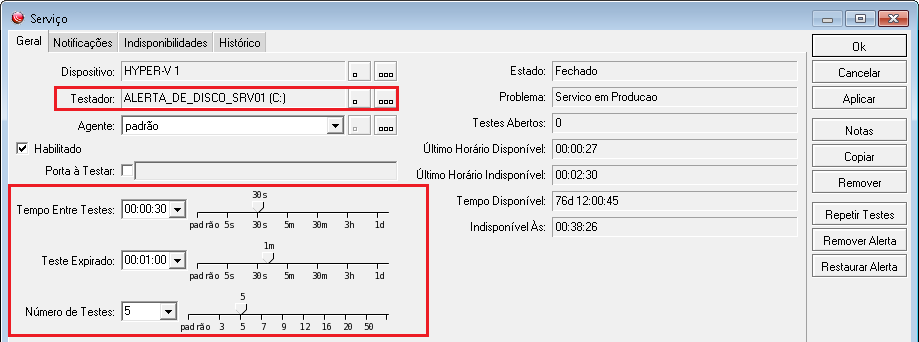 Serviço
Geral Notificações Indisponibilidades Histórico
Dispositivo: HYPER-V 1
Testador: ALERTA_DE_DISCO_SRV01 (C:)
Agente: padrão
Habilitado
Porta à Testar:
Tempo Entre Testes: 00:00:30
30s
padrão 5s 30s 5m 30m 3h 1d
Teste Expirado: 00:01:00
1m
padrão 5s 30s 5m 30m 3h 1d
Número de Testes: 5
5
padrão 3 5 7 9 12 16 20 50
Estado: Fechado
Problema: Servico em Producao
Testes Abertos: 0
Último Horário Disponível: 00:00:27
Último Horário Indisponível: 00:02:30
Tempo Disponível: 76d 12:00:45
Indisponível Às: 00:38:26
Ok
Cancelar
Aplicar
Notas
Copiar
Remover
Repetir Testes
Remover Alerta
Restaurar Alerta